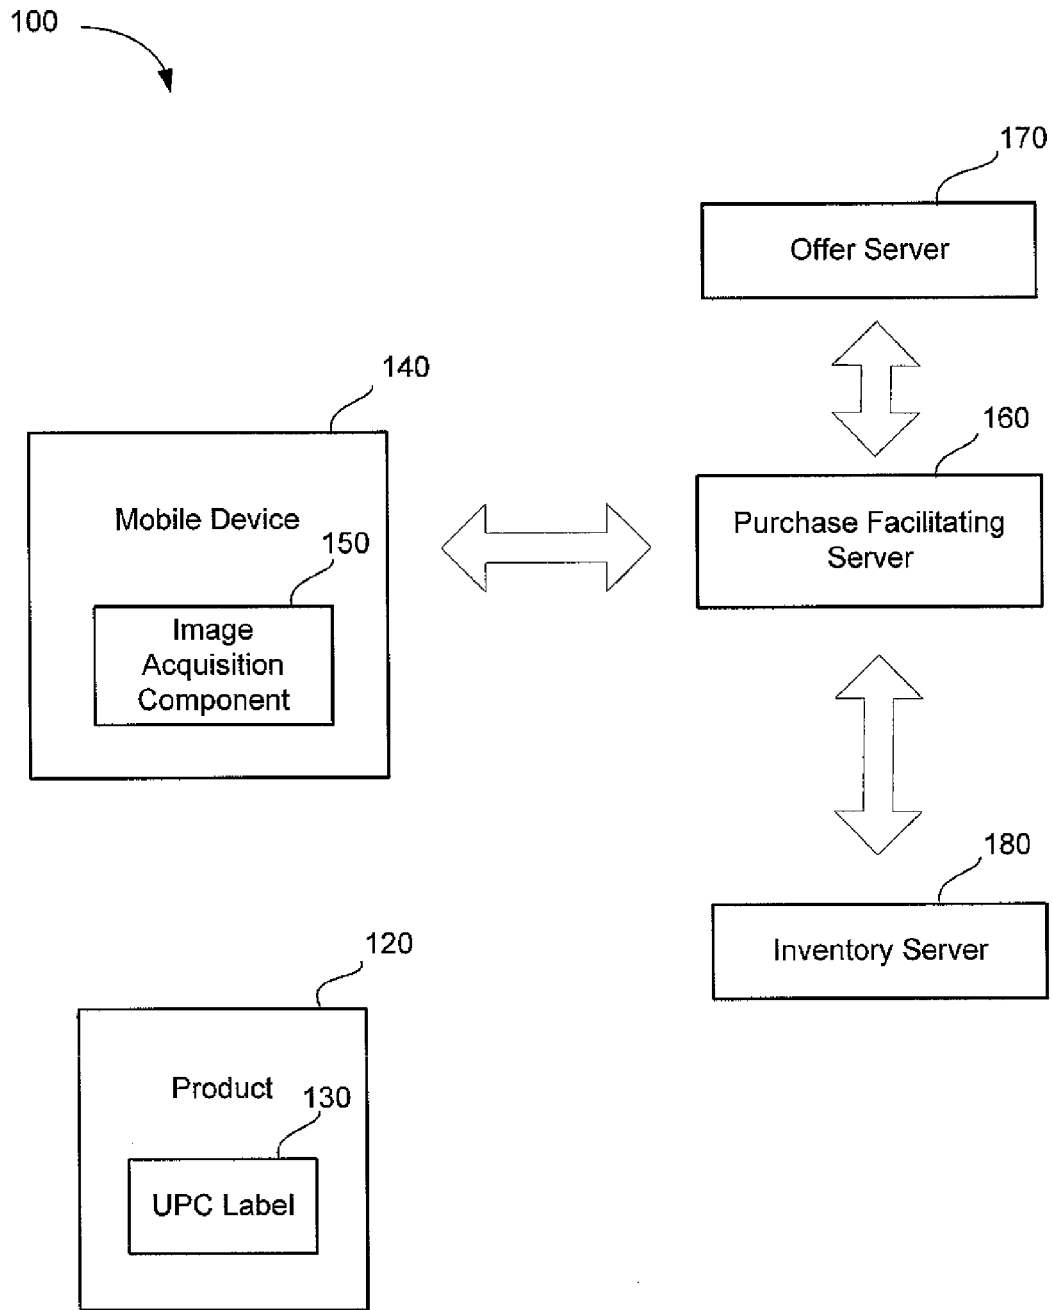 100
170
Offer Server
140
160
Mobile Device
Purchase Facilitating
Server
150
Image
Acquisition
Component
180
Inventory Server
120
Product
130
UPC Label